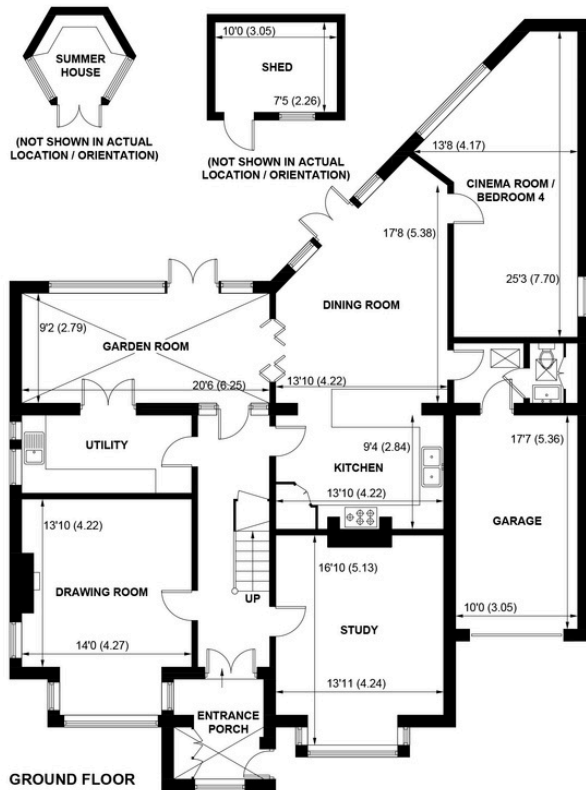 SUMMER
HOUSE
(NOT SHOWN IN ACTUAL
LOCATION / ORIENTATION)
10'0 (3.05)
SHED
7'5 (2.26)
(NOT SHOWN IN ACTUAL
LOCATION / ORIENTATION)
13'8 (4.17)
CINEMA ROOM /
BEDROOM 4
25'3 (7.70)
17'8 (5.38)
DINING ROOM
13'10 (4.22)
9'2 (2.79)
GARDEN ROOM
20'6 (6.25)
UTILITY
9'4 (2.84)
KITCHEN
13'10 (4.22)
17'7 (5.36)
GARAGE
10'0 (3.05)
13'10 (4.22)
DRAWING ROOM
14'0 (4.27)
UP
16'10 (5.13)
STUDY
13'11 (4.24)
ENTRANCE
PORCH
GROUND FLOOR